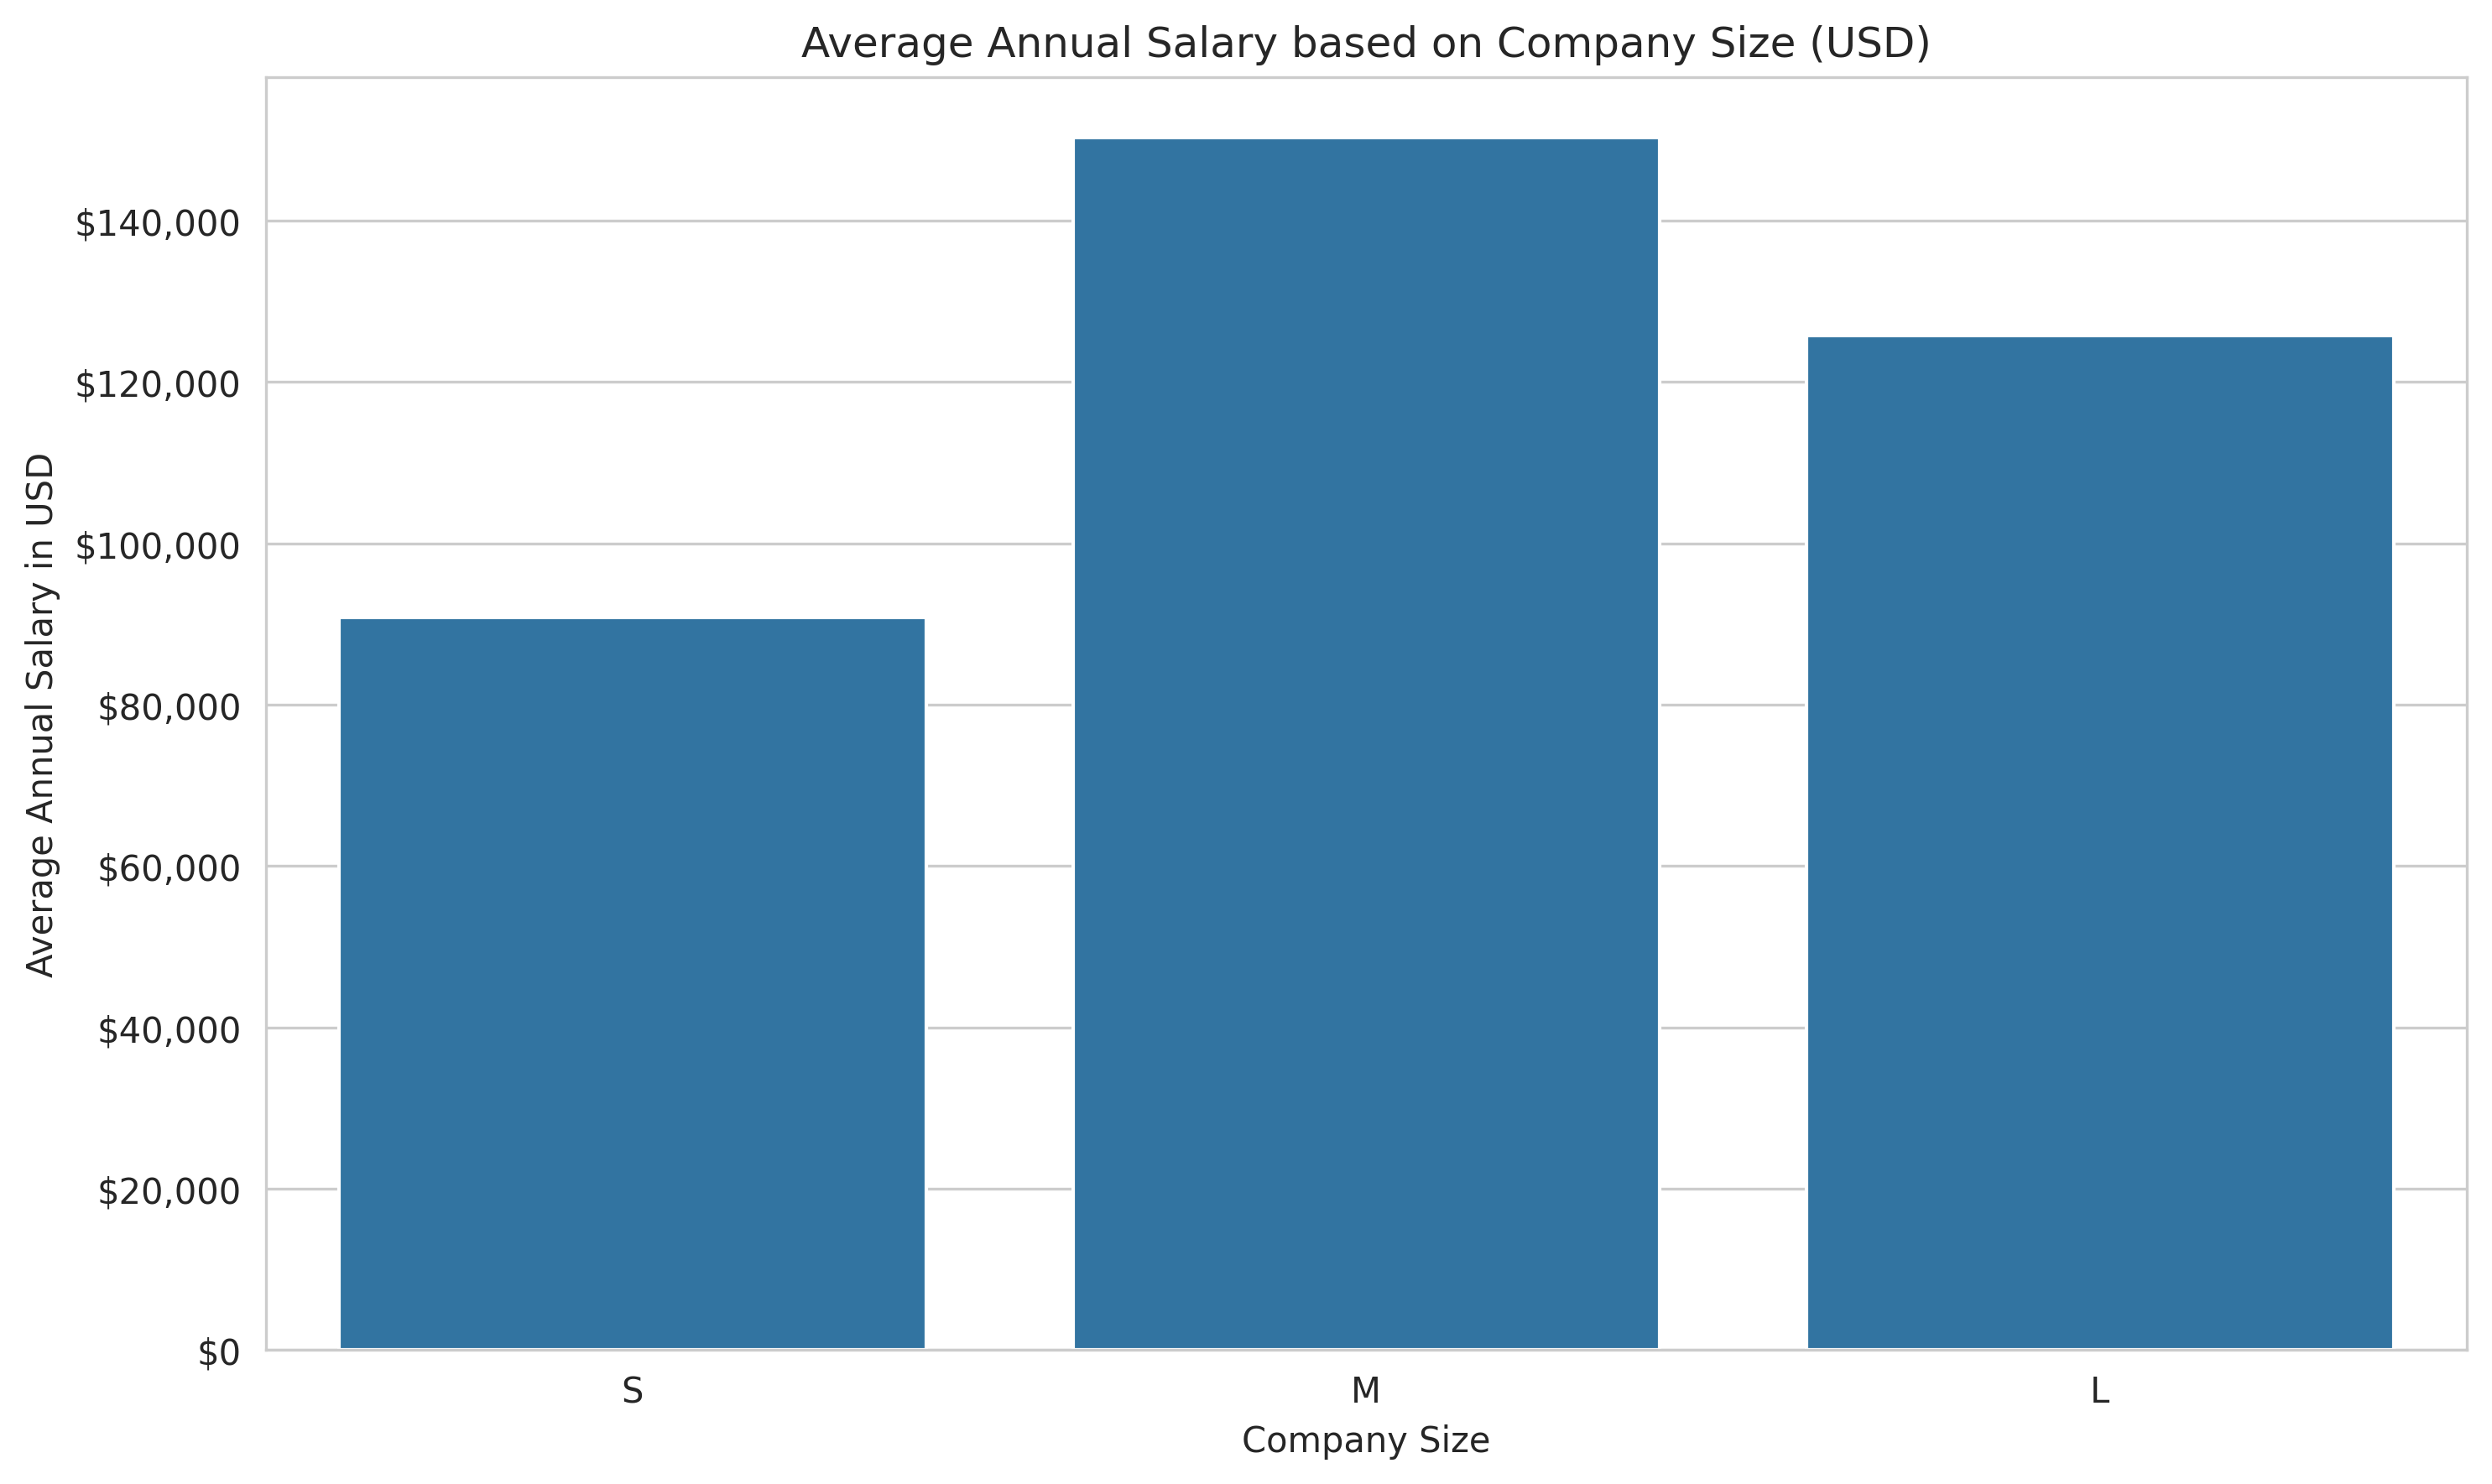 Average Annual Salary based on Company Size (USD)
Average Annual Salary in USD
$140,000
$120,000
$100,000
$80,000
$60,000
$40,000
$20,000
$0
S
M
L
Company Size